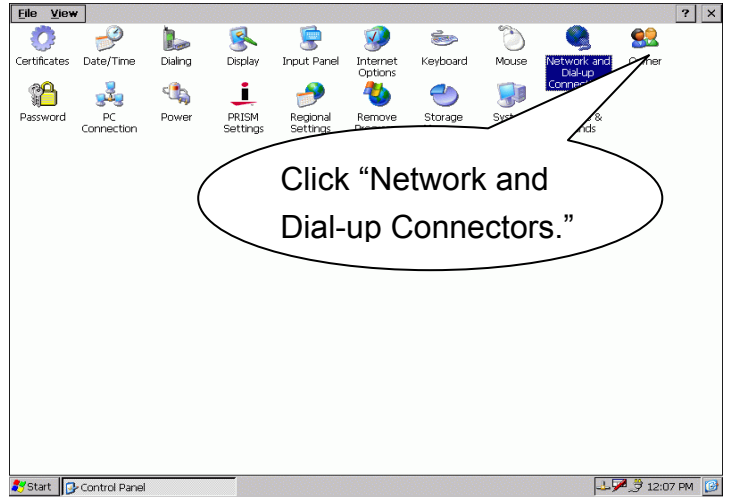 File View ? ×
Certificates Date/Time Dialing Display Input Panel Internet Options Keyboard Mouse Network and Dial-up
Password PC Connection Power PRISM Settings Regional Settings Remove Storage &
Click “Network and
Dial-up Connectors.”
Start Control Panel 12:07 PM